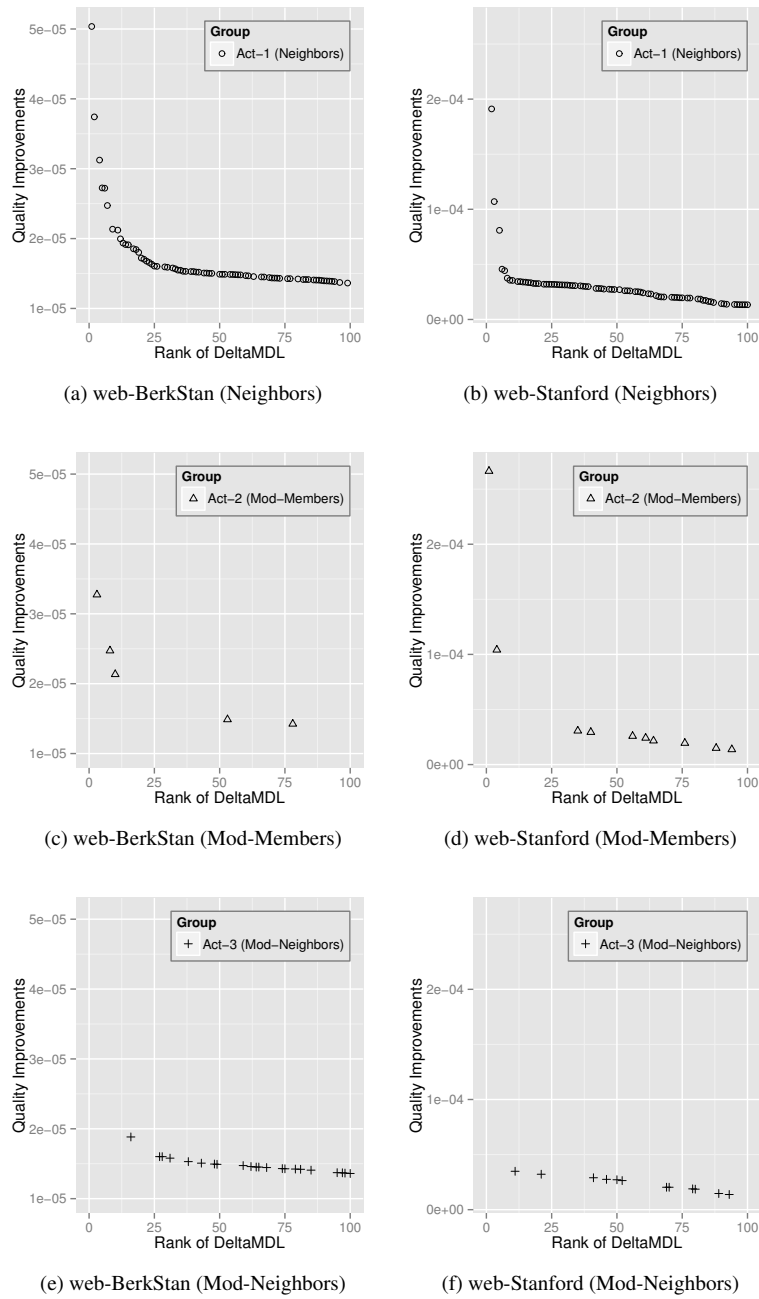 5e−05
4e−05
3e−05
2e−05
1e−05
Quality Improvements
Group
Act−1 (Neighbors)
0
25
50
75
100
Rank of DeltaMDL
(a) web-BerkStan (Neighbors)
2e−04
1e−04
0e+00
Quality Improvements
Group
Act−1 (Neighbors)
0
25
50
75
100
Rank of DeltaMDL
(b) web-Stanford (Neigbhors)
5e−05
4e−05
3e−05
2e−05
1e−05
Quality Improvements
Group
Act−2 (Mod−Members)
0
25
50
75
100
Rank of DeltaMDL
(c) web-BerkStan (Mod-Members)
2e−04
1e−04
0e+00
Quality Improvements
Group
Act−2 (Mod−Members)
0
25
50
75
100
Rank of DeltaMDL
(d) web-Stanford (Mod-Members)
5e−05
4e−05
3e−05
2e−05
1e−05
Quality Improvements
Group
Act−3 (Mod−Neighbors)
0
25
50
75
100
Rank of DeltaMDL
(e) web-BerkStan (Mod-Neighbors)
2e−04
1e−04
0e+00
Quality Improvements
Group
Act−3 (Mod−Neighbors)
0
25
50
75
100
Rank of DeltaMDL
(f) web-Stanford (Mod-Neighbors)